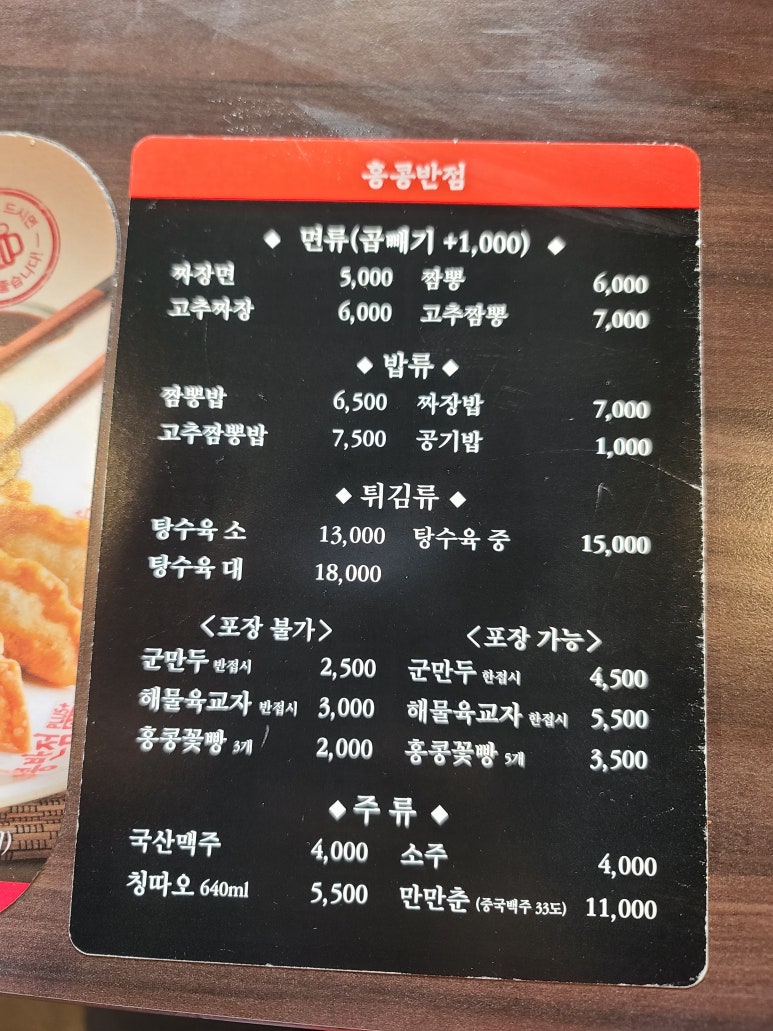 홍콩반점
◆ 면류(곱빼기 +1,000) ◆
짜장면 5,000 짬뽕 6,000
고추짜장 6,000 고추짬뽕 7,000
◆ 밥류 ◆
짬뽕밥 6,500 짜장밥 7,000
고추짬뽕밥 7,500 공기밥 1,000
◆ 튀김류 ◆
탕수육 소 13,000 탕수육 중 15,000
탕수육 대 18,000
<포장 불가> <포장 가능>
군만두 반접시 2,500 군만두 한접시 4,500
해물육교자 반접시 3,000 해물육교자 한접시 5,500
홍콩꽃빵 3개 2,000 홍콩꽃빵 5개 3,500
◆ 주 류 ◆
국산맥주 4,000 소주 4,000
칭따오 640ml 5,500 만만춘 (중국백주 33도) 11,000
드시면